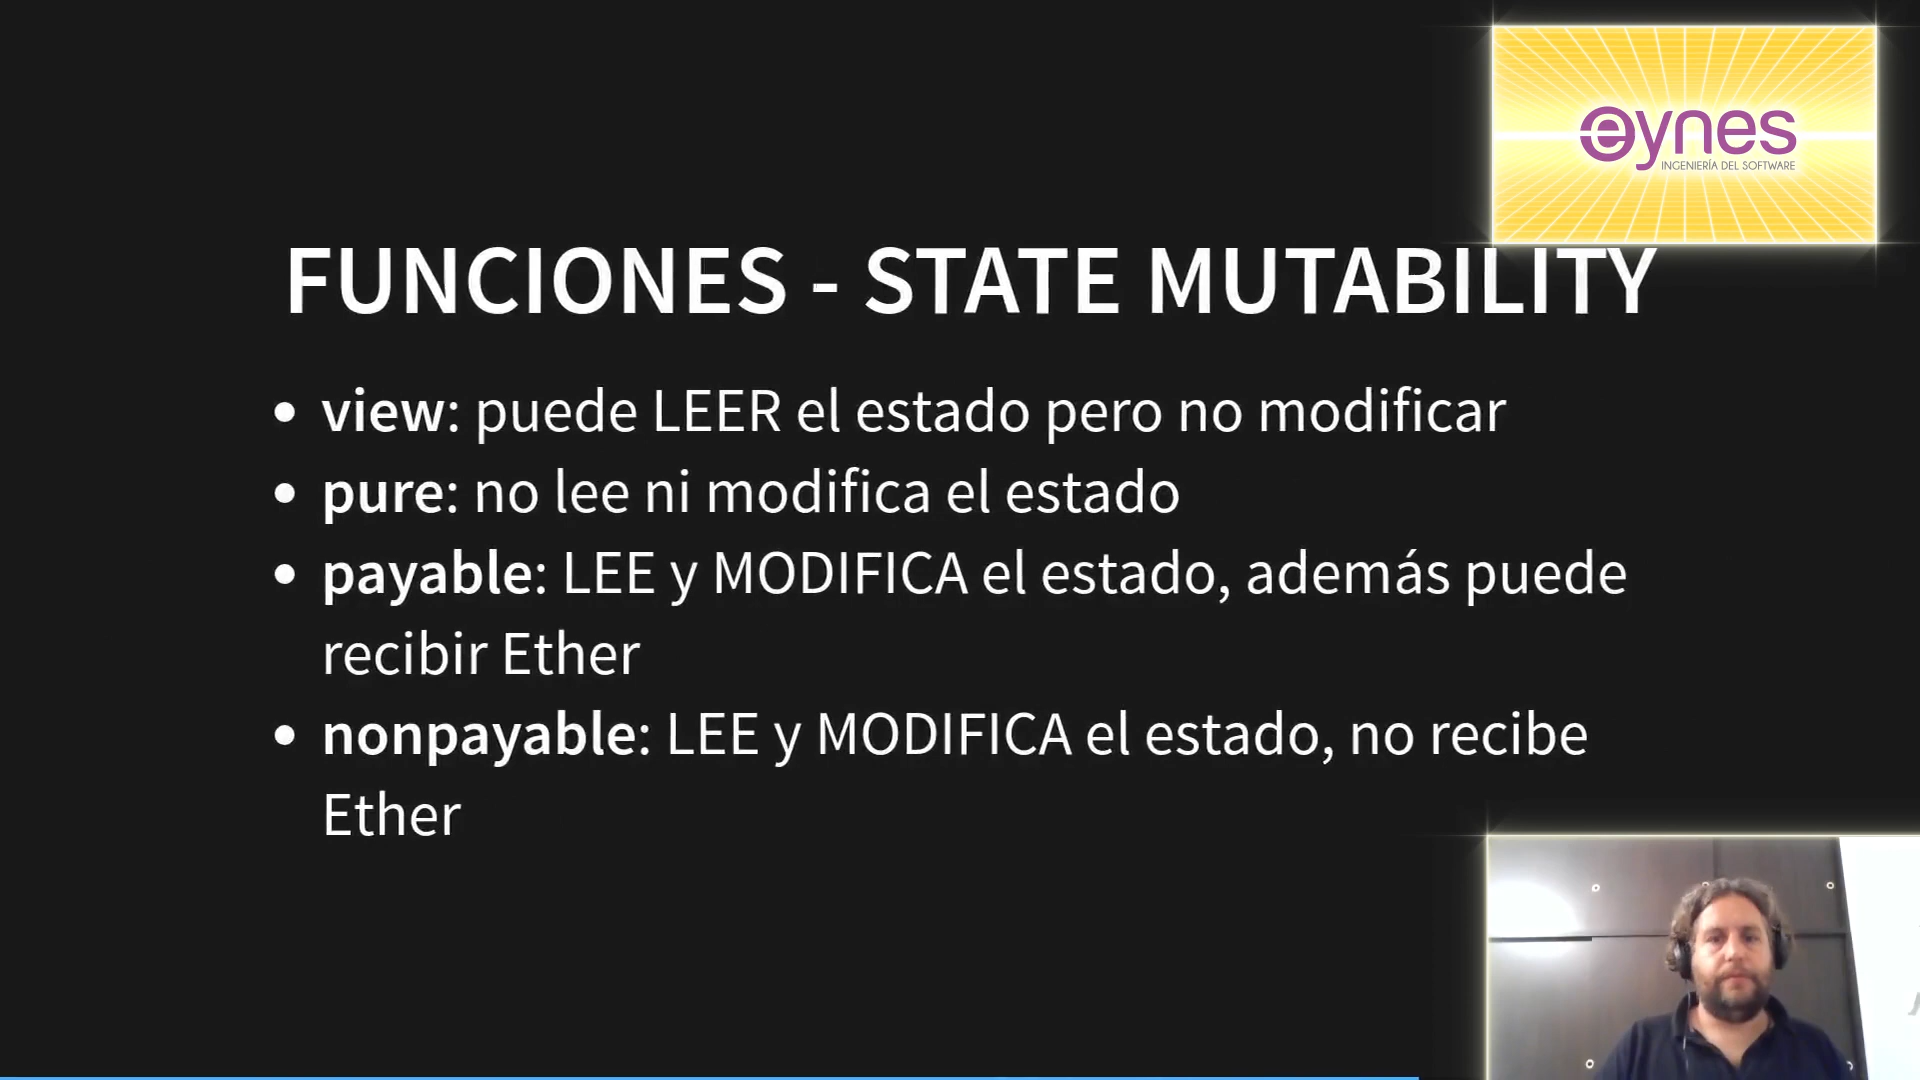 eynes
INGENIERÍA DEL SOFTWARE
FUNCIONES - STATE MUTABILITY
• view: puede LEER el estado pero no modificar
• pure: no lee ni modifica el estado
• payable: LEE y MODIFICA el estado, además puede
recibir Ether
• nonpayable: LEE y MODIFICA el estado, no recibe
Ether